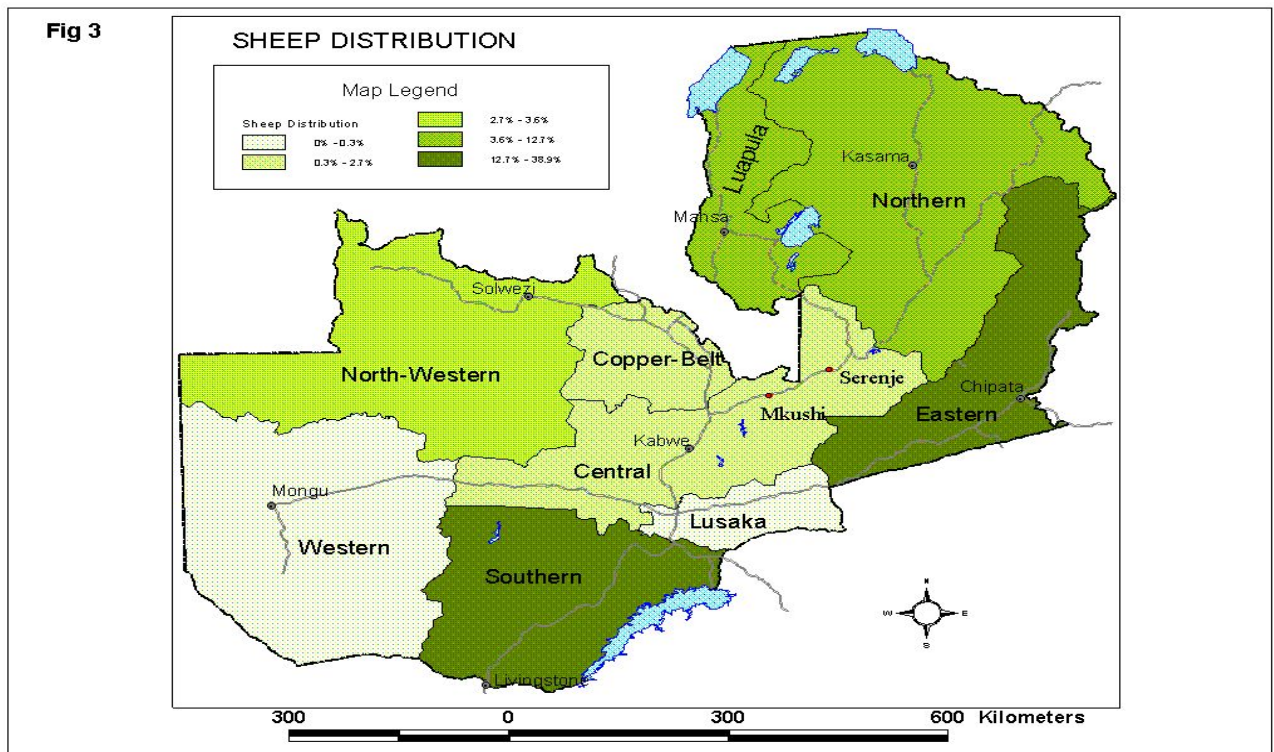 Fig 3
SHEEP DISTRIBUTION
Map Legend
Sheep Distribution
0% - 0.3%
0.3% - 2.7%
2.7% - 3.6%
3.6% - 12.7%
12.7% - 38.9%
Luapula
Kasama
Northern
Mansa
Solwezi
Copper-Belt
North-Western
Serenje
Mkushi
Chipata
Eastern
Kabwe
Central
Mongu
Lusaka
Western
Southern
Livingstone
N
W E
S
300 0 300 600 Kilometers